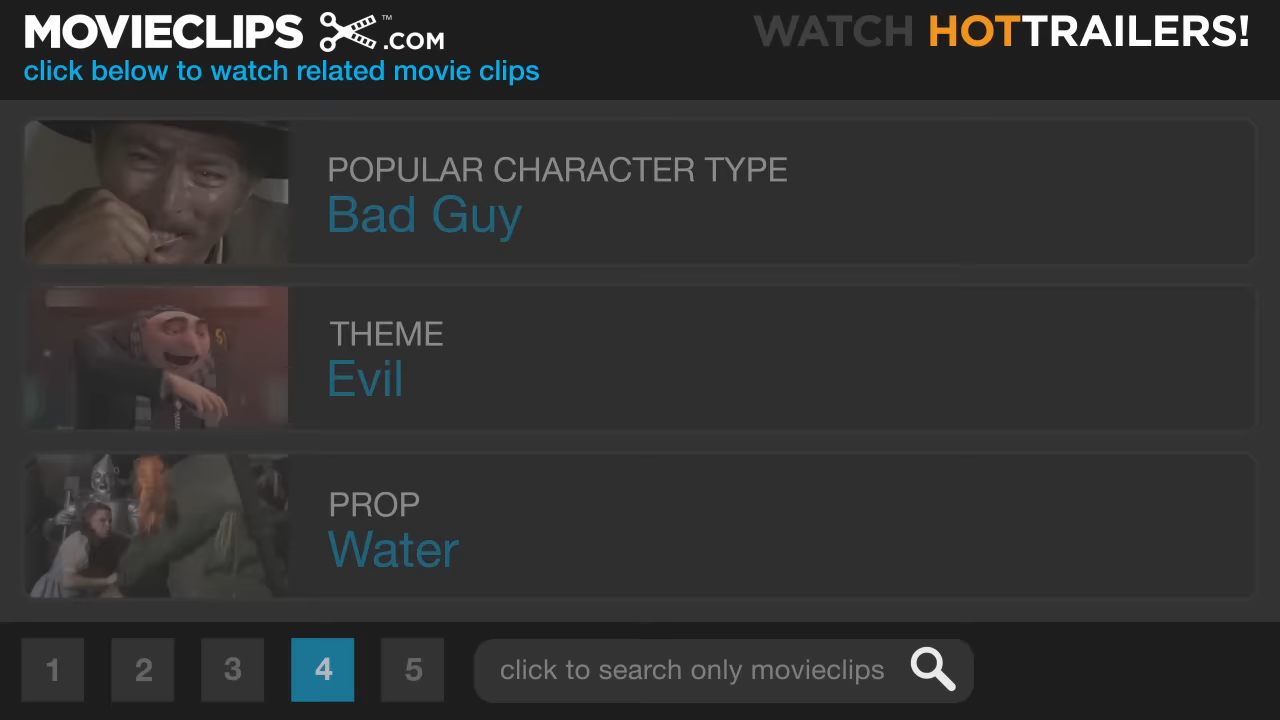 MOVIECLIPS ™ .COM
WATCH HOTTRAILERS!
click below to watch related movie clips
POPULAR CHARACTER TYPE
Bad Guy
THEME
Evil
PROP
Water
1 2 3 4 5
click to search only movieclips